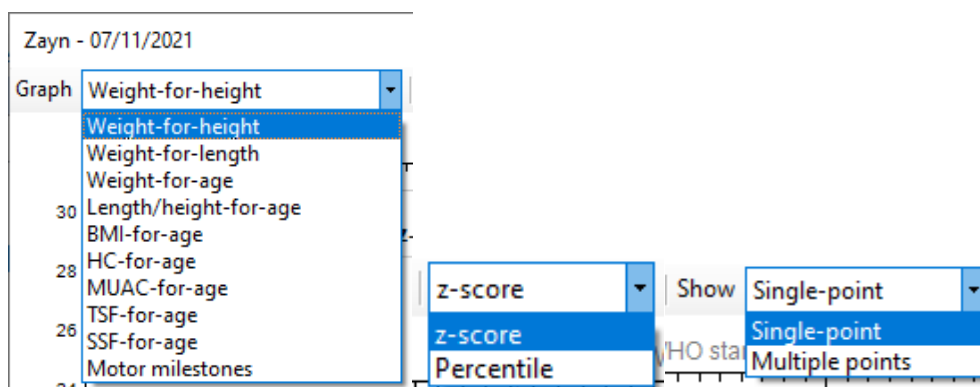 Zayn - 07/11/2021
Graph Weight-for-height
Weight-for-height
Weight-for-length
Weight-for-age
30 Length/height-for-age
BMI-for-age
HC-for-age
28
MUAC-for-age
TSF-for-age
26
SSF-for-age
Motor milestones
z-score
z-score
Percentile
Show Single-point
Single-point
Multiple points